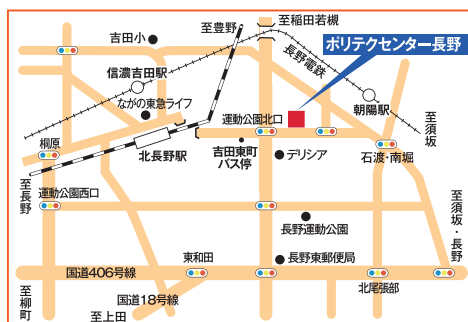 至豊野
至稲田若槻
吉田小
長野電鉄
ポリテクセンター長野
信濃吉田駅
ながの東急ライフ
朝陽駅
運動公園北口
至須坂
桐原
北長野駅
吉田東町
バス停
デリシア
石渡・南堀
至長野
運動公園西口
至須坂・長野
長野運動公園
東和田
長野東郵便局
国道406号線
北尾張部
至柳町
国道18号線
至上田